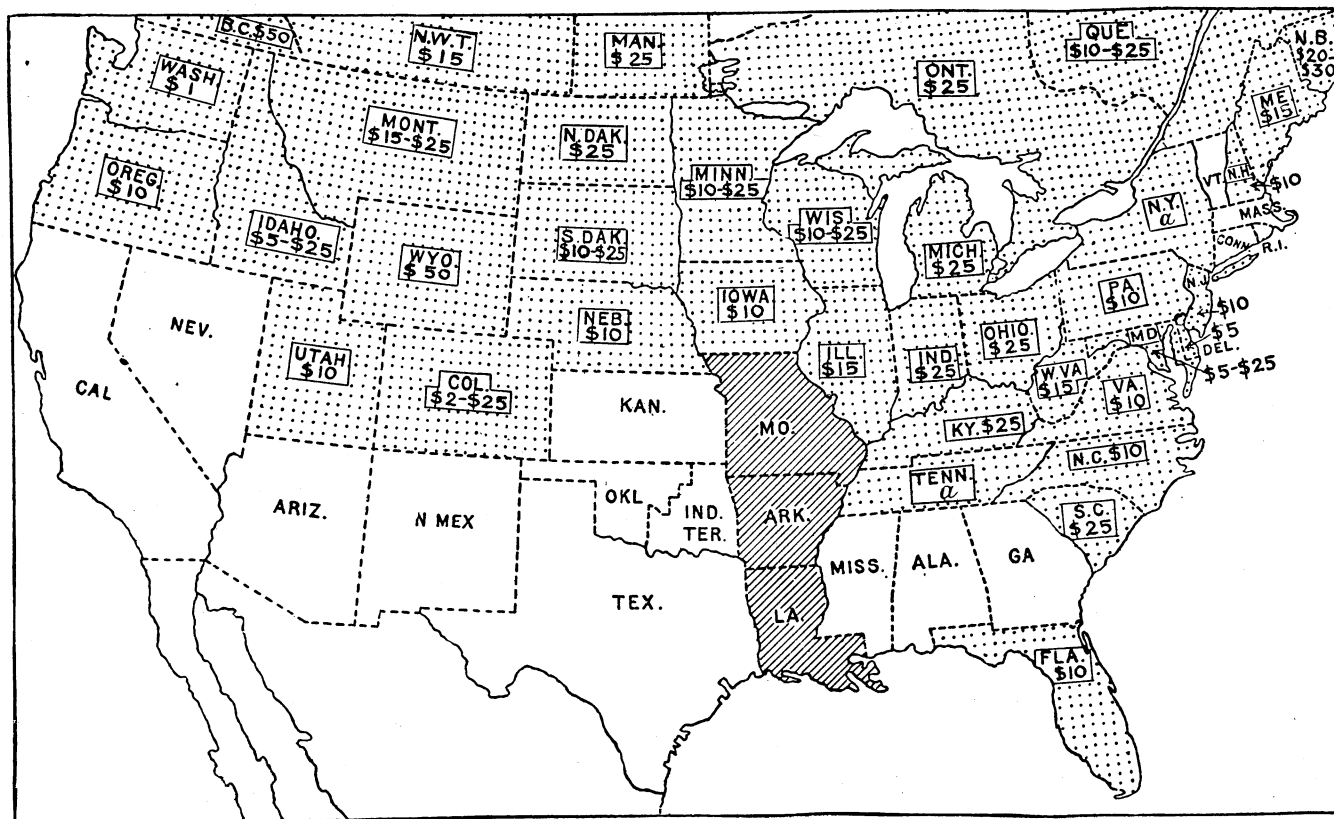 B.C. $50
N.W.T.
$15
MAN.
$25
ONT.
$25
QUE.
$10-$25
N.B.
$20-
$30
WASH
$1
MONT
$15-$25
N.DAK.
$25
MINN
$10-$25
ME.
$15
OREG.
$10
IDAHO.
$5-$25
WYO.
$50
S.DAK.
$10-$25
WIS.
$10-$25
MICH
$25
N.Y.
a
VT.
N.H.
$10
MASS.
CONN.
R.I.
NEV.
UTAH
$10
COL.
$2-$25
NEB.
$10
IOWA
$10
ILL.
$15
IND.
$25
OHIO.
$25
PA.
$10
N.J.
$10
$5
DEL.
MD.
$5-$25
W.VA
$15
VA.
$10
CAL
KAN.
MO.
KY. $25
N.C. $10
TENN.
a
S.C.
$25
ARIZ.
N MEX
OKL.
IND.
TER.
ARK.
MISS.
ALA.
GA
TEX.
LA.
FLA.
$10